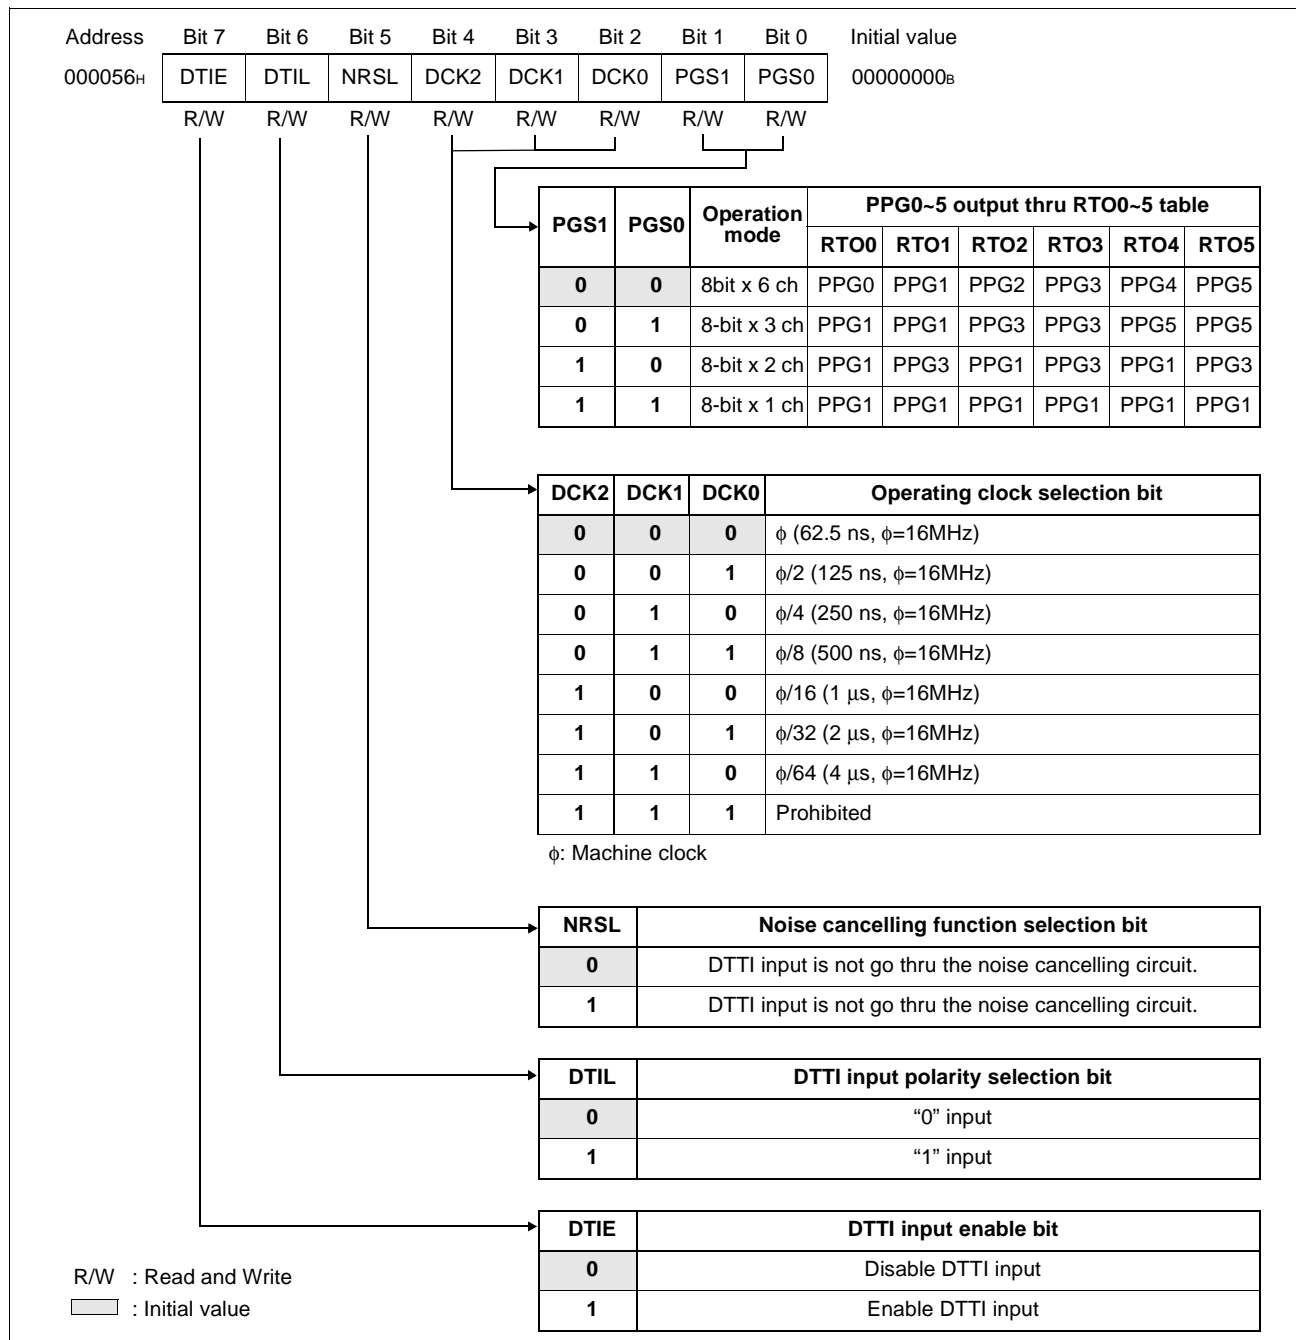 Address Bit 7 Bit 6 Bit 5 Bit 4 Bit 3 Bit 2 Bit 1 Bit 0 Initial value
000056H DTIE DTIL NRSL DCK2 DCK1 DCK0 PGS1 PGS0 00000000B
R/W R/W R/W R/W R/W R/W R/W R/W
PGS1 PGS0 Operation mode PPG0~5 output thru RTO0~5 table
RTO0 RTO1 RTO2 RTO3 RTO4 RTO5
0 0 8bit x 6 ch PPG0 PPG1 PPG2 PPG3 PPG4 PPG5
0 1 8-bit x 3 ch PPG1 PPG1 PPG3 PPG3 PPG5 PPG5
1 0 8-bit x 2 ch PPG1 PPG3 PPG1 PPG3 PPG1 PPG3
1 1 8-bit x 1 ch PPG1 PPG1 PPG1 PPG1 PPG1 PPG1
DCK2 DCK1 DCK0 Operating clock selection bit
0 0 0 ϕ (62.5 ns, ϕ=16MHz)
0 0 1 ϕ/2 (125 ns, ϕ=16MHz)
0 1 0 ϕ/4 (250 ns, ϕ=16MHz)
0 1 1 ϕ/8 (500 ns, ϕ=16MHz)
1 0 0 ϕ/16 (1 μs, ϕ=16MHz)
1 0 1 ϕ/32 (2 μs, ϕ=16MHz)
1 1 0 ϕ/64 (4 μs, ϕ=16MHz)
1 1 1 Prohibited
ϕ: Machine clock
NRSL Noise cancelling function selection bit
0 DTTI input is not go thru the noise cancelling circuit.
1 DTTI input is not go thru the noise cancelling circuit.
DTIL DTTI input polarity selection bit
0 “0” input
1 “1” input
DTIE DTTI input enable bit
0 Disable DTTI input
1 Enable DTTI input
R/W : Read and Write
: Initial value